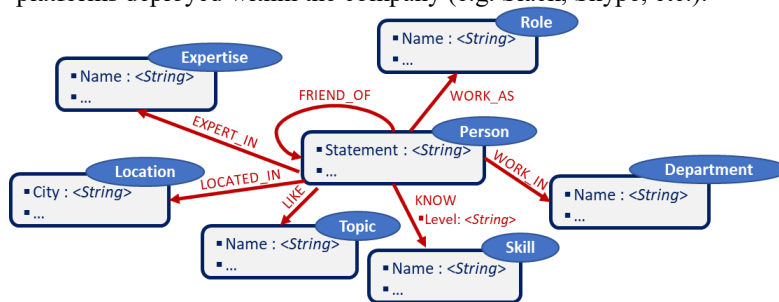 platforms deployed within the company (e.g. Slack, Skype, etc.).
Role
▪ Name : <String>
▪ ...
Expertise
▪ Name : <String>
▪ ...
FRIEND_OF
WORK_AS
EXPERT_IN
Person
▪ Statement : <String>
▪ ...
Location
▪ City : <String>
▪ ...
LOCATED_IN
WORK_IN
Department
▪ Name : <String>
▪ ...
LIKE
KNOW
▪ Level: <String>
Topic
▪ Name : <String>
▪ ...
Skill
▪ Name : <String>
▪ ...